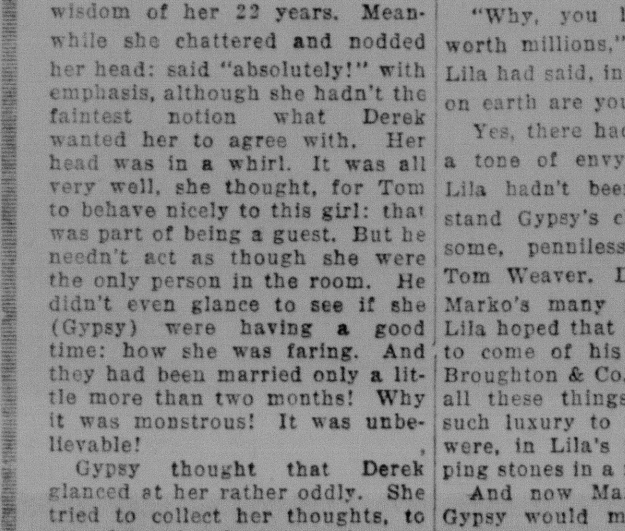 wisdom of her 22 years. Mean-
while she chattered and nodded
her head: said "absolutely!" with
emphasis, although she hadn't the
faintest notion what Derek
wanted her to agree with. Her
head was in a whirl. It was all
very well, she thought, for Tom
to behave nicely to this girl: that
was part of being a guest. But he
needn't act as though she were
the only person in the room. He
didn't even glance to see if she
(Gypsy) were having a good
time: how she was faring. And
they had been married only a lit-
tle more than two months! Why
it was monstrous! It was unbe-
lievable!
Gypsy thought that Derek
glanced at her rather oddly. She
tried to collect her thoughts, to
"Why, you
worth millions,"
Lila had said, in
on earth are you
Yes, there had
a tone of envy
Lila hadn't been
stand Gypsy's
some, penniless
Tom Weaver.
Marko's many
Lila hoped that
to come of his
Broughton & Co.
all these things
such luxury to
were, in Lila's
ping stones in a
And now
Gypsy would